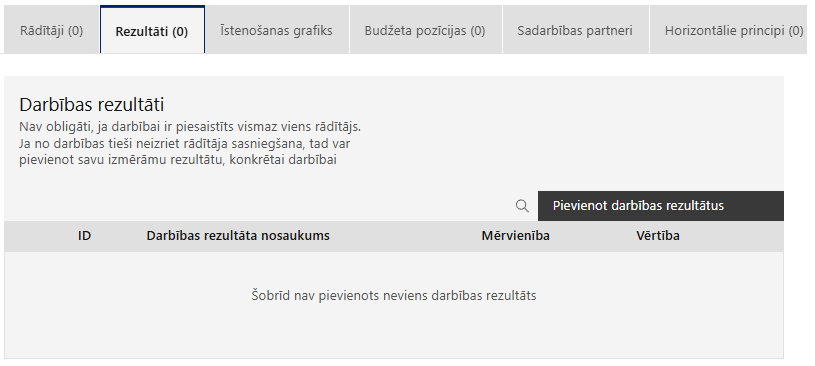 Rādītāji (0) Rezultāti (0) Īstenošanas grafiks Budžeta pozīcijas (0) Sadarbības partneri Horizontālie principi (0)
Darbības rezultāti
Nav obligāti, ja darbībai ir piesaistīts vismaz viens rādītājs.
Ja no darbības tieši neizriet rādītāja sasniegšana, tad var
pievienot savu izmērāmu rezultātu, konkrētai darbībai
Pievienot darbības rezultātus
ID Darbības rezultāta nosaukums Mērvienība Vērtība
Šobrīd nav pievienots neviens darbības rezultāts